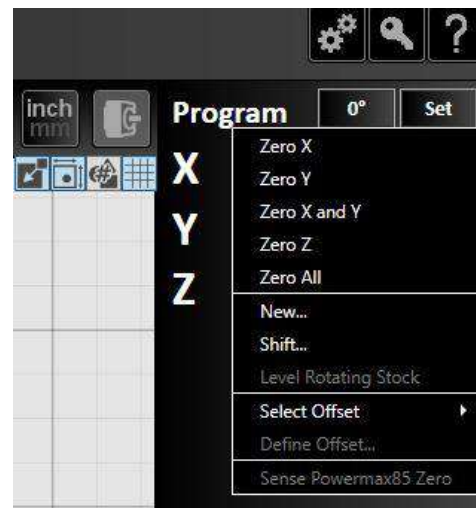 ?
inch
mm
G
Program
0°
Set
X
Y
Z
Zero X
Zero Y
Zero X and Y
Zero Z
Zero All
New...
Shift...
Level Rotating Stock
Select Offset
Define Offset...
Sense Powermax85 Zero